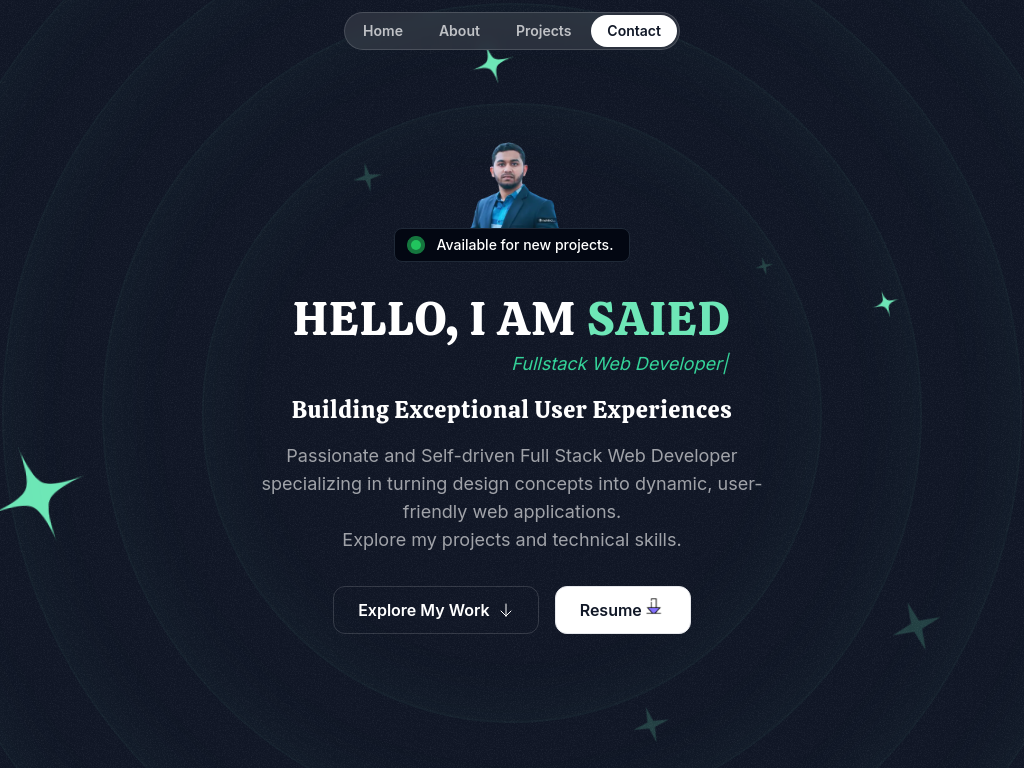 Home About Projects Contact
Available for new projects.
HELLO, I AM SAIED
Fullstack Web Developer|
Building Exceptional User Experiences
Passionate and Self-driven Full Stack Web Developer
specializing in turning design concepts into dynamic, user-
friendly web applications.
Explore my projects and technical skills.
Explore My Work ↓ Resume